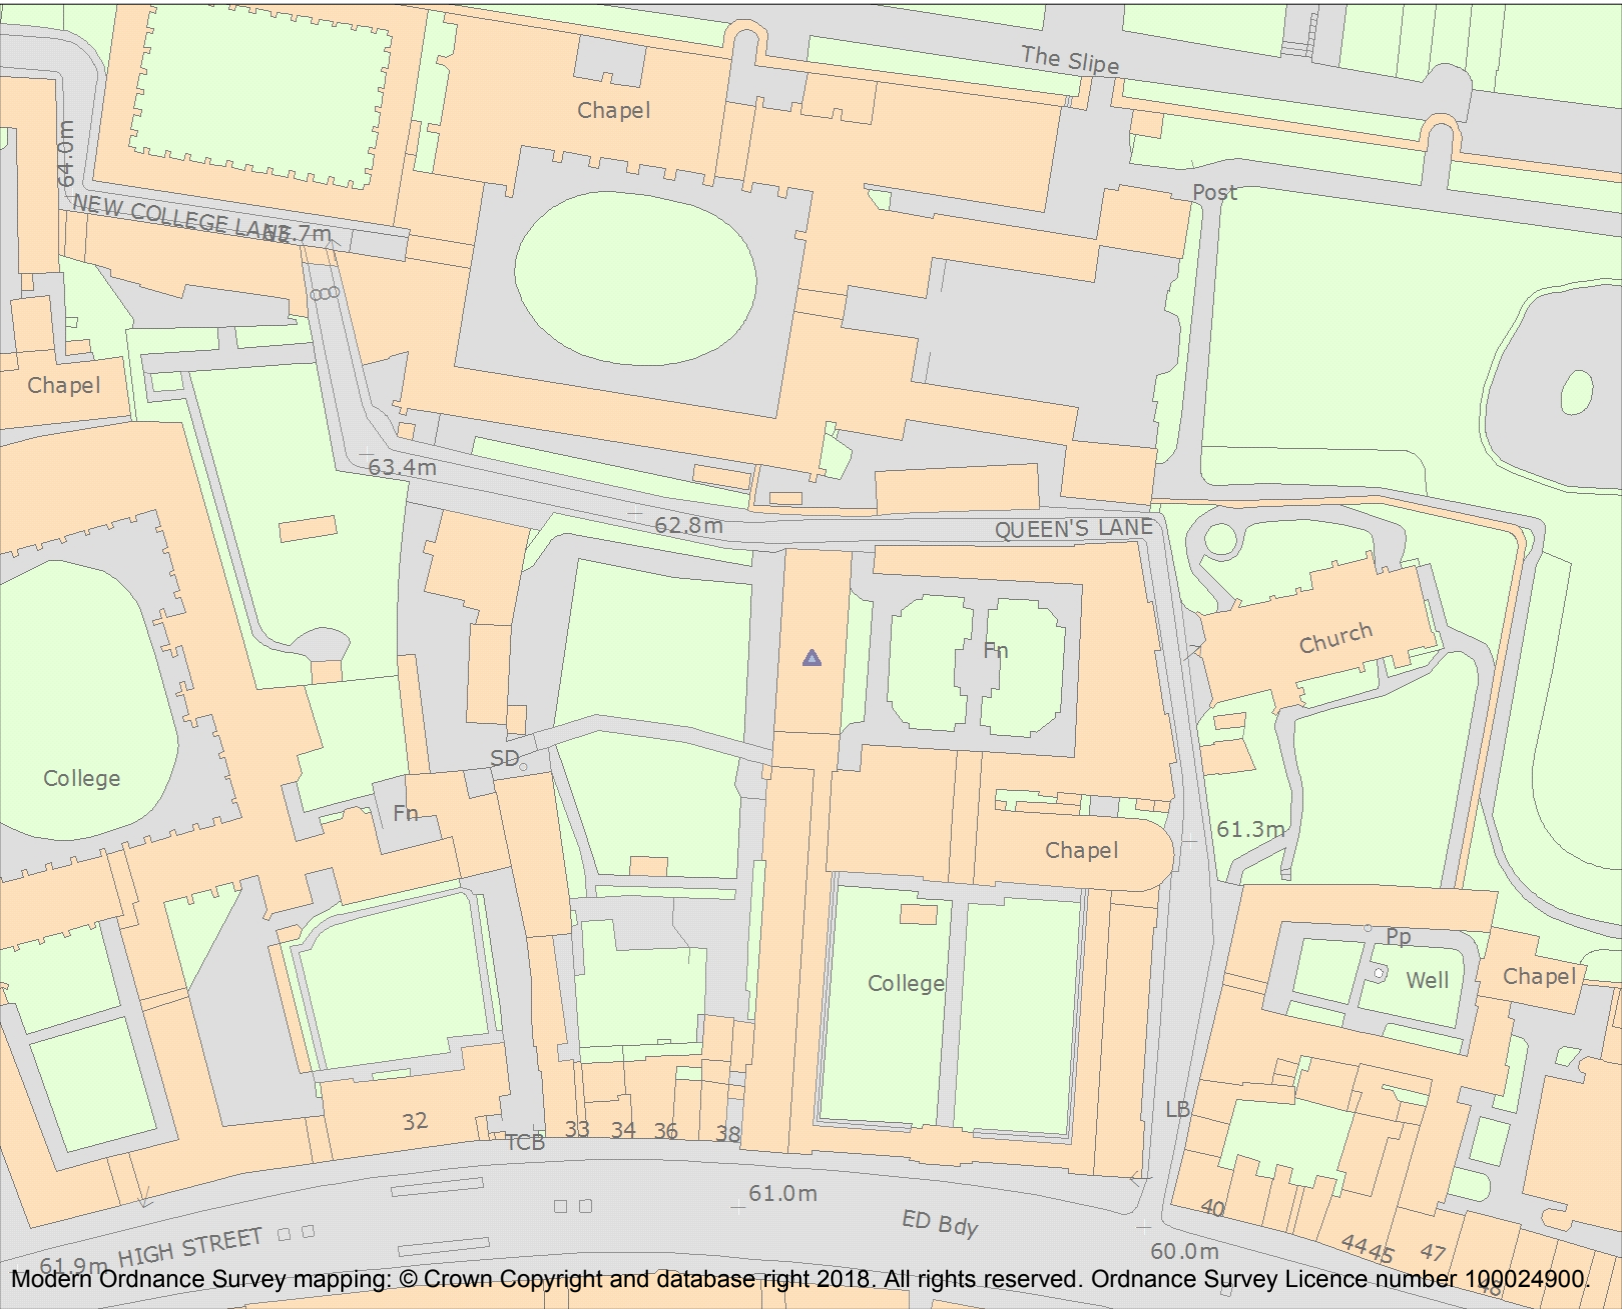 The Slipe
Chapel
64.0m
Post
NEW COLLEGE LANE
63.7m
Chapel
63.4m
62.8m
QUEEN'S LANE
Church
Fn
SD
College
Fn
61.3m
Chapel
Pp
College
Well
Chapel
LB
32
TCB
33
34
36
38
61.0m
40
ED Bdy
HIGH STREET
44
45
47
60.0m
61.9m
48
Modern Ordnance Survey mapping: © Crown Copyright and database right 2018. All rights reserved. Ordnance Survey Licence number 100024900.